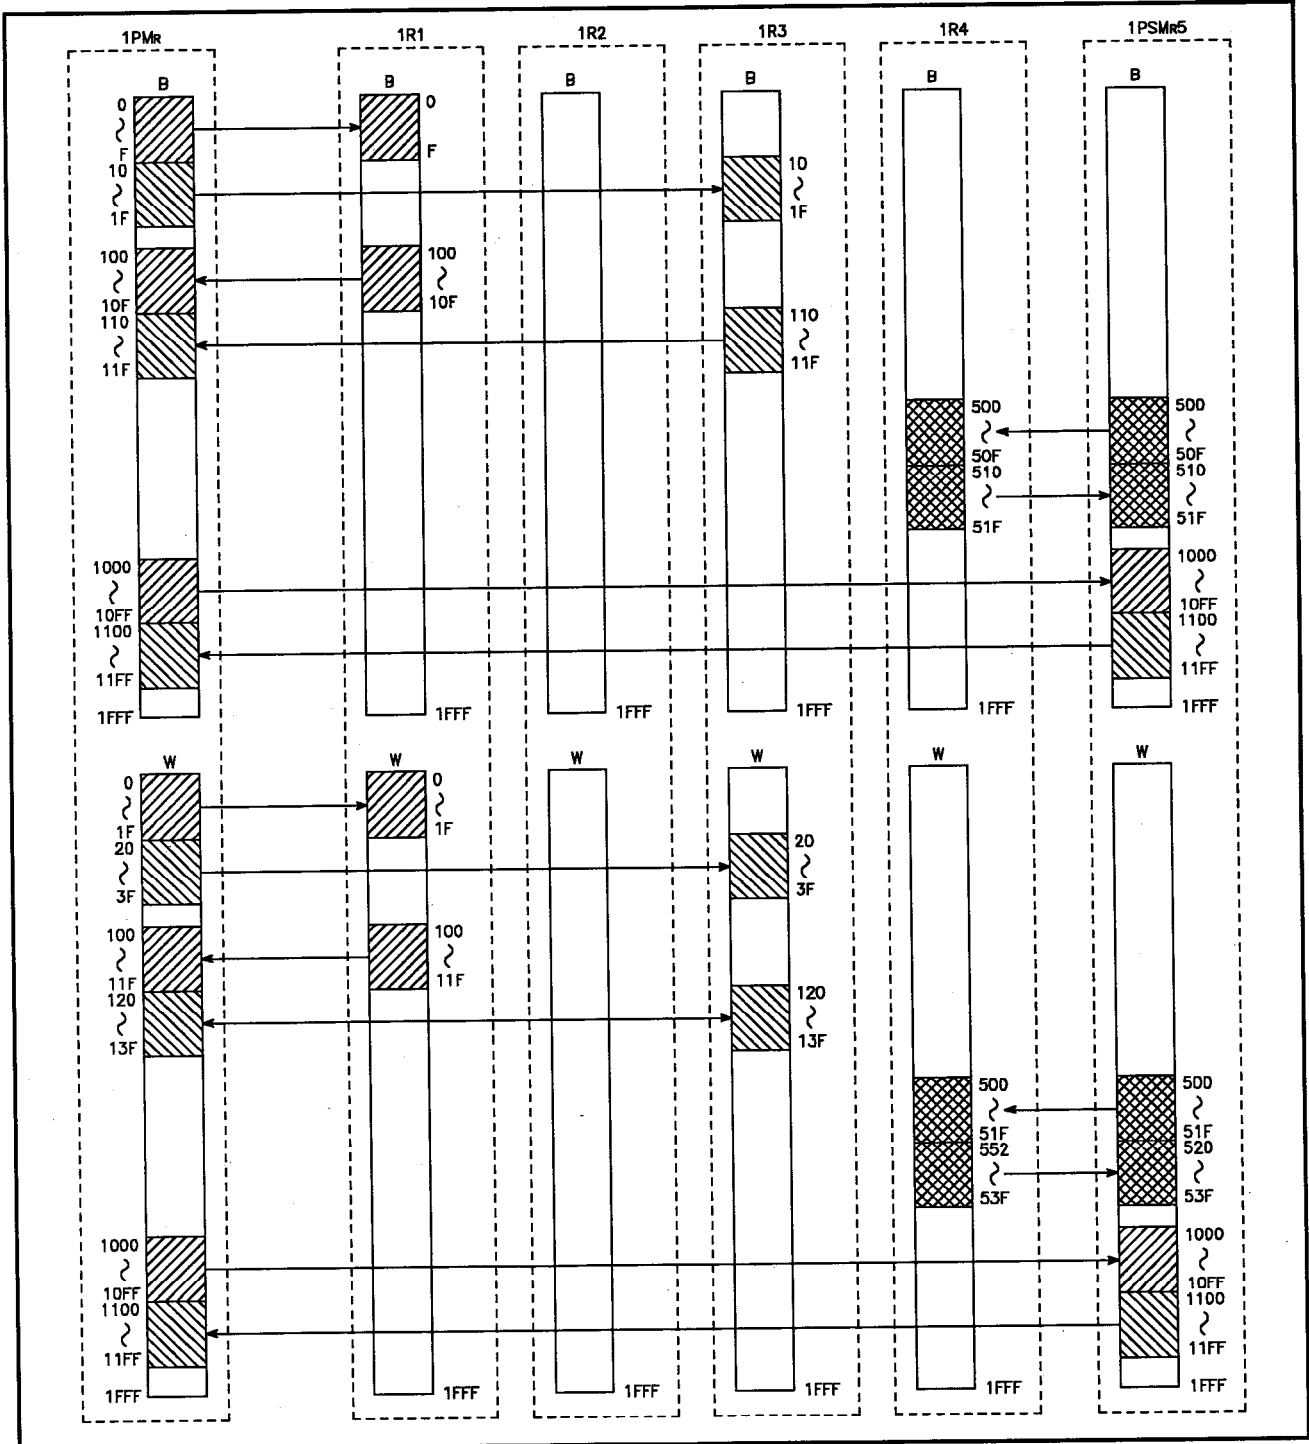 1PMR 1R1 1R2 1R3 1R4 1PSMR5
B B B B B B
0 0
F F
10 10
1F 1F
100 100
10F 10F
110 110
11F 11F
500 500
50F 50F
510 510
51F 51F
1000 1000
10FF 10FF
1100 1100
11FF 11FF
1FFF 1FFF 1FFF 1FFF 1FFF 1FFF
W W W W W W
0 0
1F 1F
20 20
3F 3F
100 100
11F 11F
120 120
13F 13F
500 500
51F 51F
552 520
53F 53F
1000 1000
10FF 10FF
1100 1100
11FF 11FF
1FFF 1FFF 1FFF 1FFF 1FFF 1FFF